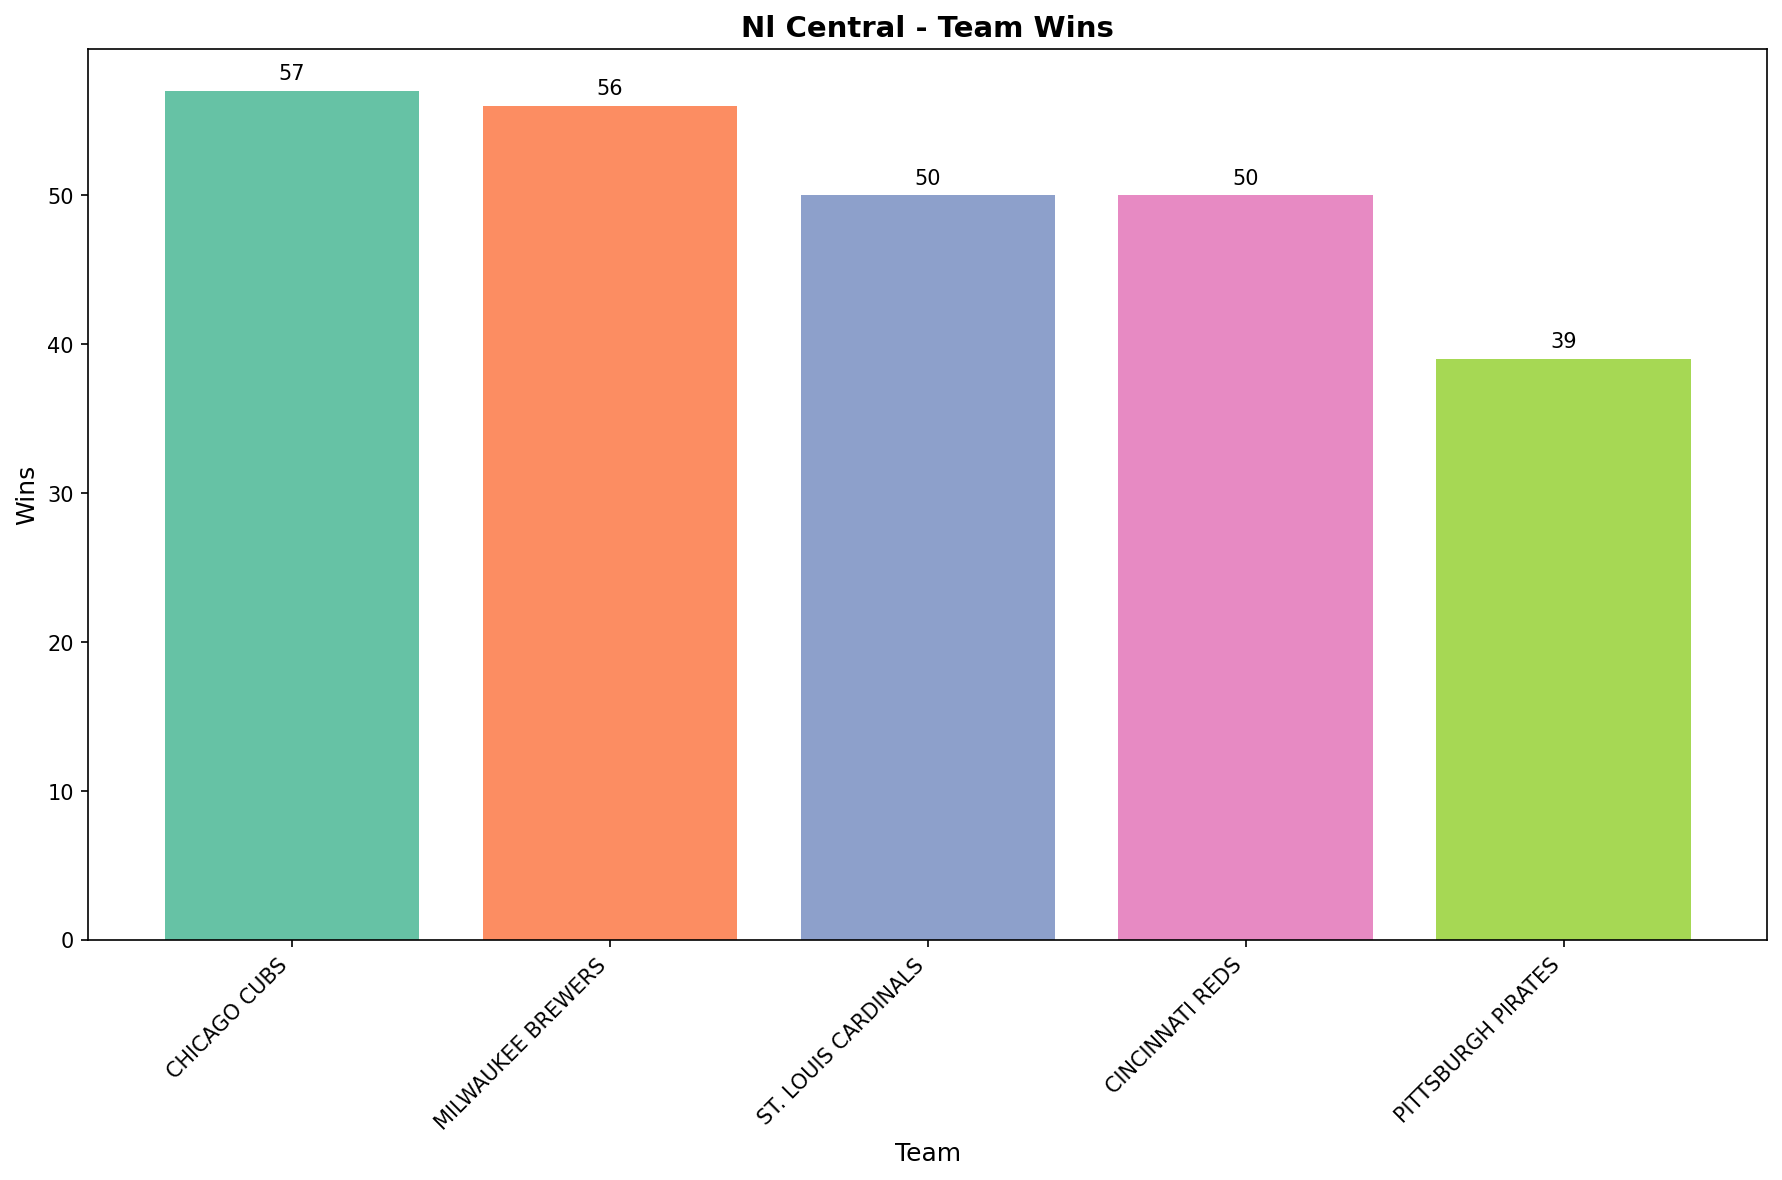 Nl Central - Team Wins
57
56
50
50
39
Wins
50
40
30
20
10
0
CHICAGO CUBS
MILWAUKEE BREWERS
ST. LOUIS CARDINALS
CINCINNATI REDS
PITTSBURGH PIRATES
Team